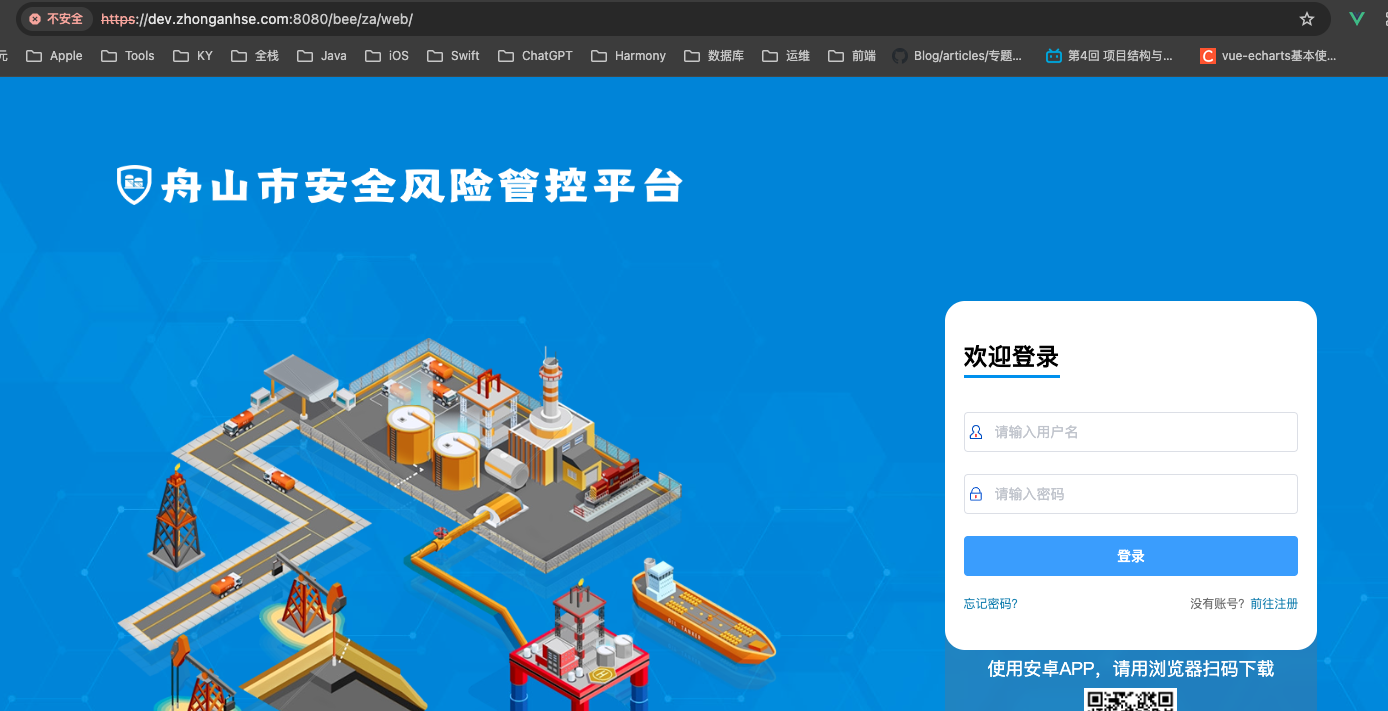 不安全 https://dev.zhonganhse.com:8080/bee/za/web/
元 Apple Tools KY 全栈 Java iOS Swift ChatGPT Harmony 数据库 运维 前端 Blog/articles/专题... 第4回 项目结构与... vue-echarts基本使...
舟山市安全风险管控平台
欢迎登录
请输入用户名
请输入密码
登录
忘记密码? 没有账号? 前往注册
OIL TANKER
H
使用安卓APP，请用浏览器扫码下载